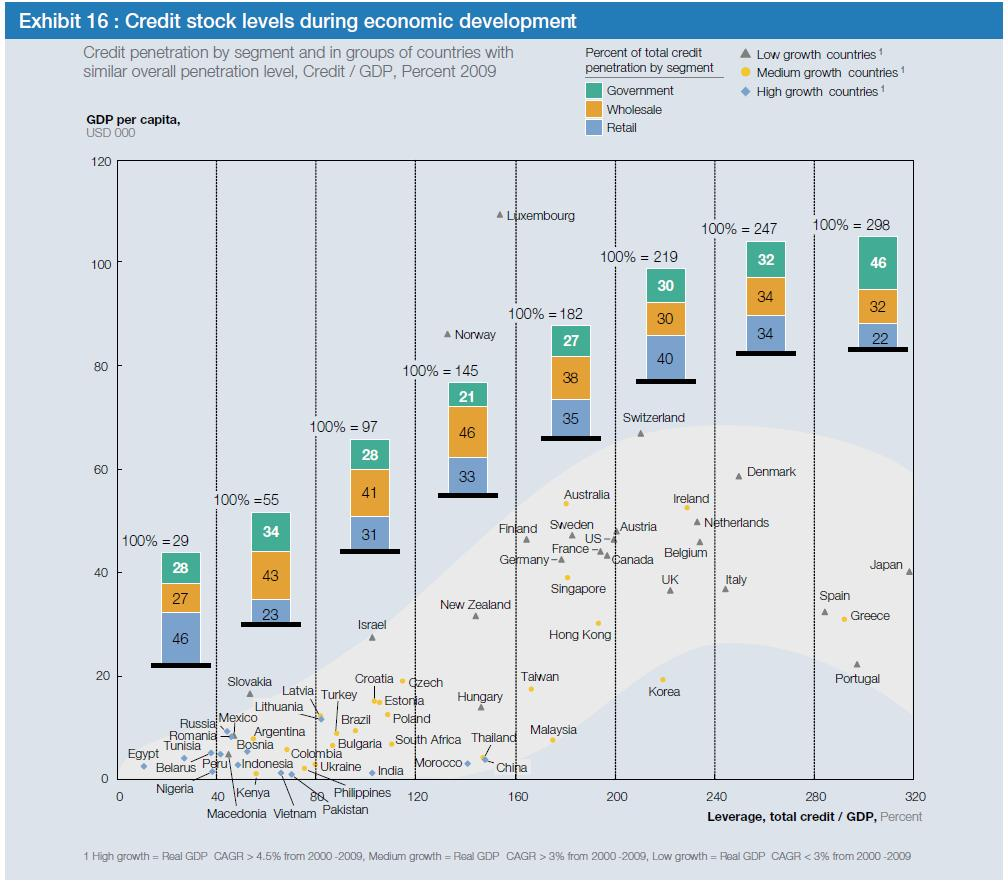 Exhibit 16 : Credit stock levels during economic development
Credit penetration by segment and in groups of countries with
similar overall penetration level, Credit / GDP, Percent 2009
Percent of total credit
penetration by segment
Government
Wholesale
Retail
Low growth countries 1
Medium growth countries 1
High growth countries 1
GDP per capita,
USD 000
120
100
80
60
40
20
0
100% = 29
28
27
46
100% =55
34
43
23
100% = 97
28
41
31
100% = 145
21
46
33
100% = 182
27
38
35
100% = 219
30
30
40
100% = 247
32
34
34
100% = 298
46
32
22
Luxembourg
Norway
Switzerland
Denmark
Australia
Ireland
Finland
Sweden
US
Austria
Netherlands
France
Germany
Canada
Belgium
Singapore
UK
Italy
Japan
New Zealand
Spain
Greece
Israel
Hong Kong
Slovakia
Latvia
Lithuania
Turkey
Croatia
Czech
Estonia
Hungary
Taiwan
Korea
Portugal
Russia
Mexico
Romania
Argentina
Brazil
Poland
Tunisia
Bosnia
Bulgaria
South Africa
Thailand
Malaysia
Egypt
Belarus
Peru
Indonesia
Colombia
Ukraine
India
Morocco
China
Nigeria
Kenya
Philippines
Macedonia
Vietnam
Pakistan
0
40
80
120
160
200
240
280
320
Leverage, total credit / GDP, Percent
1 High growth = Real GDP CAGR > 4.5% from 2000 -2009, Medium growth = Real GDP CAGR > 3% from 2000 -2009, Low growth = Real GDP CAGR < 3% from 2000 -2009